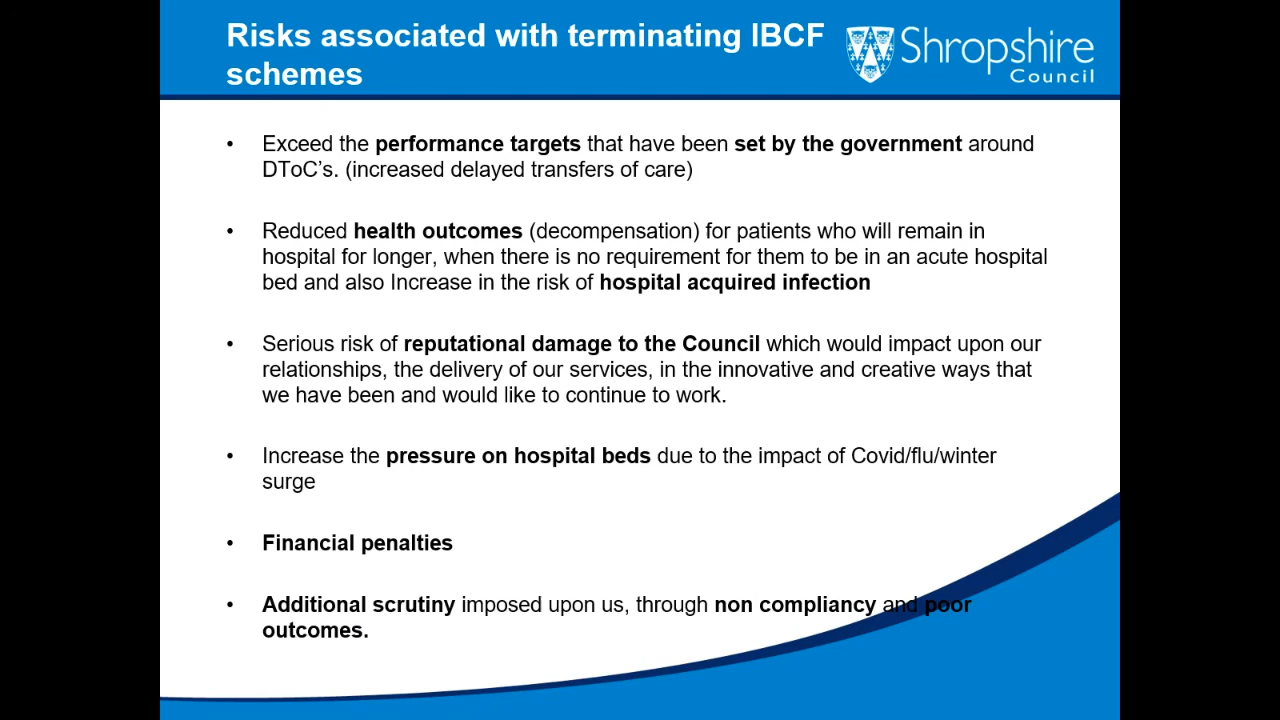 Risks associated with terminating IBCF
schemes
Shropshire
Council
• Exceed the performance targets that have been set by the government around
DToC's. (increased delayed transfers of care)
• Reduced health outcomes (decompensation) for patients who will remain in
hospital for longer, when there is no requirement for them to be in an acute hospital
bed and also Increase in the risk of hospital acquired infection
• Serious risk of reputational damage to the Council which would impact upon our
relationships, the delivery of our services, in the innovative and creative ways that
we have been and would like to continue to work.
• Increase the pressure on hospital beds due to the impact of Covid/flu/winter
surge
• Financial penalties
• Additional scrutiny imposed upon us, through non compliancy and poor
outcomes.